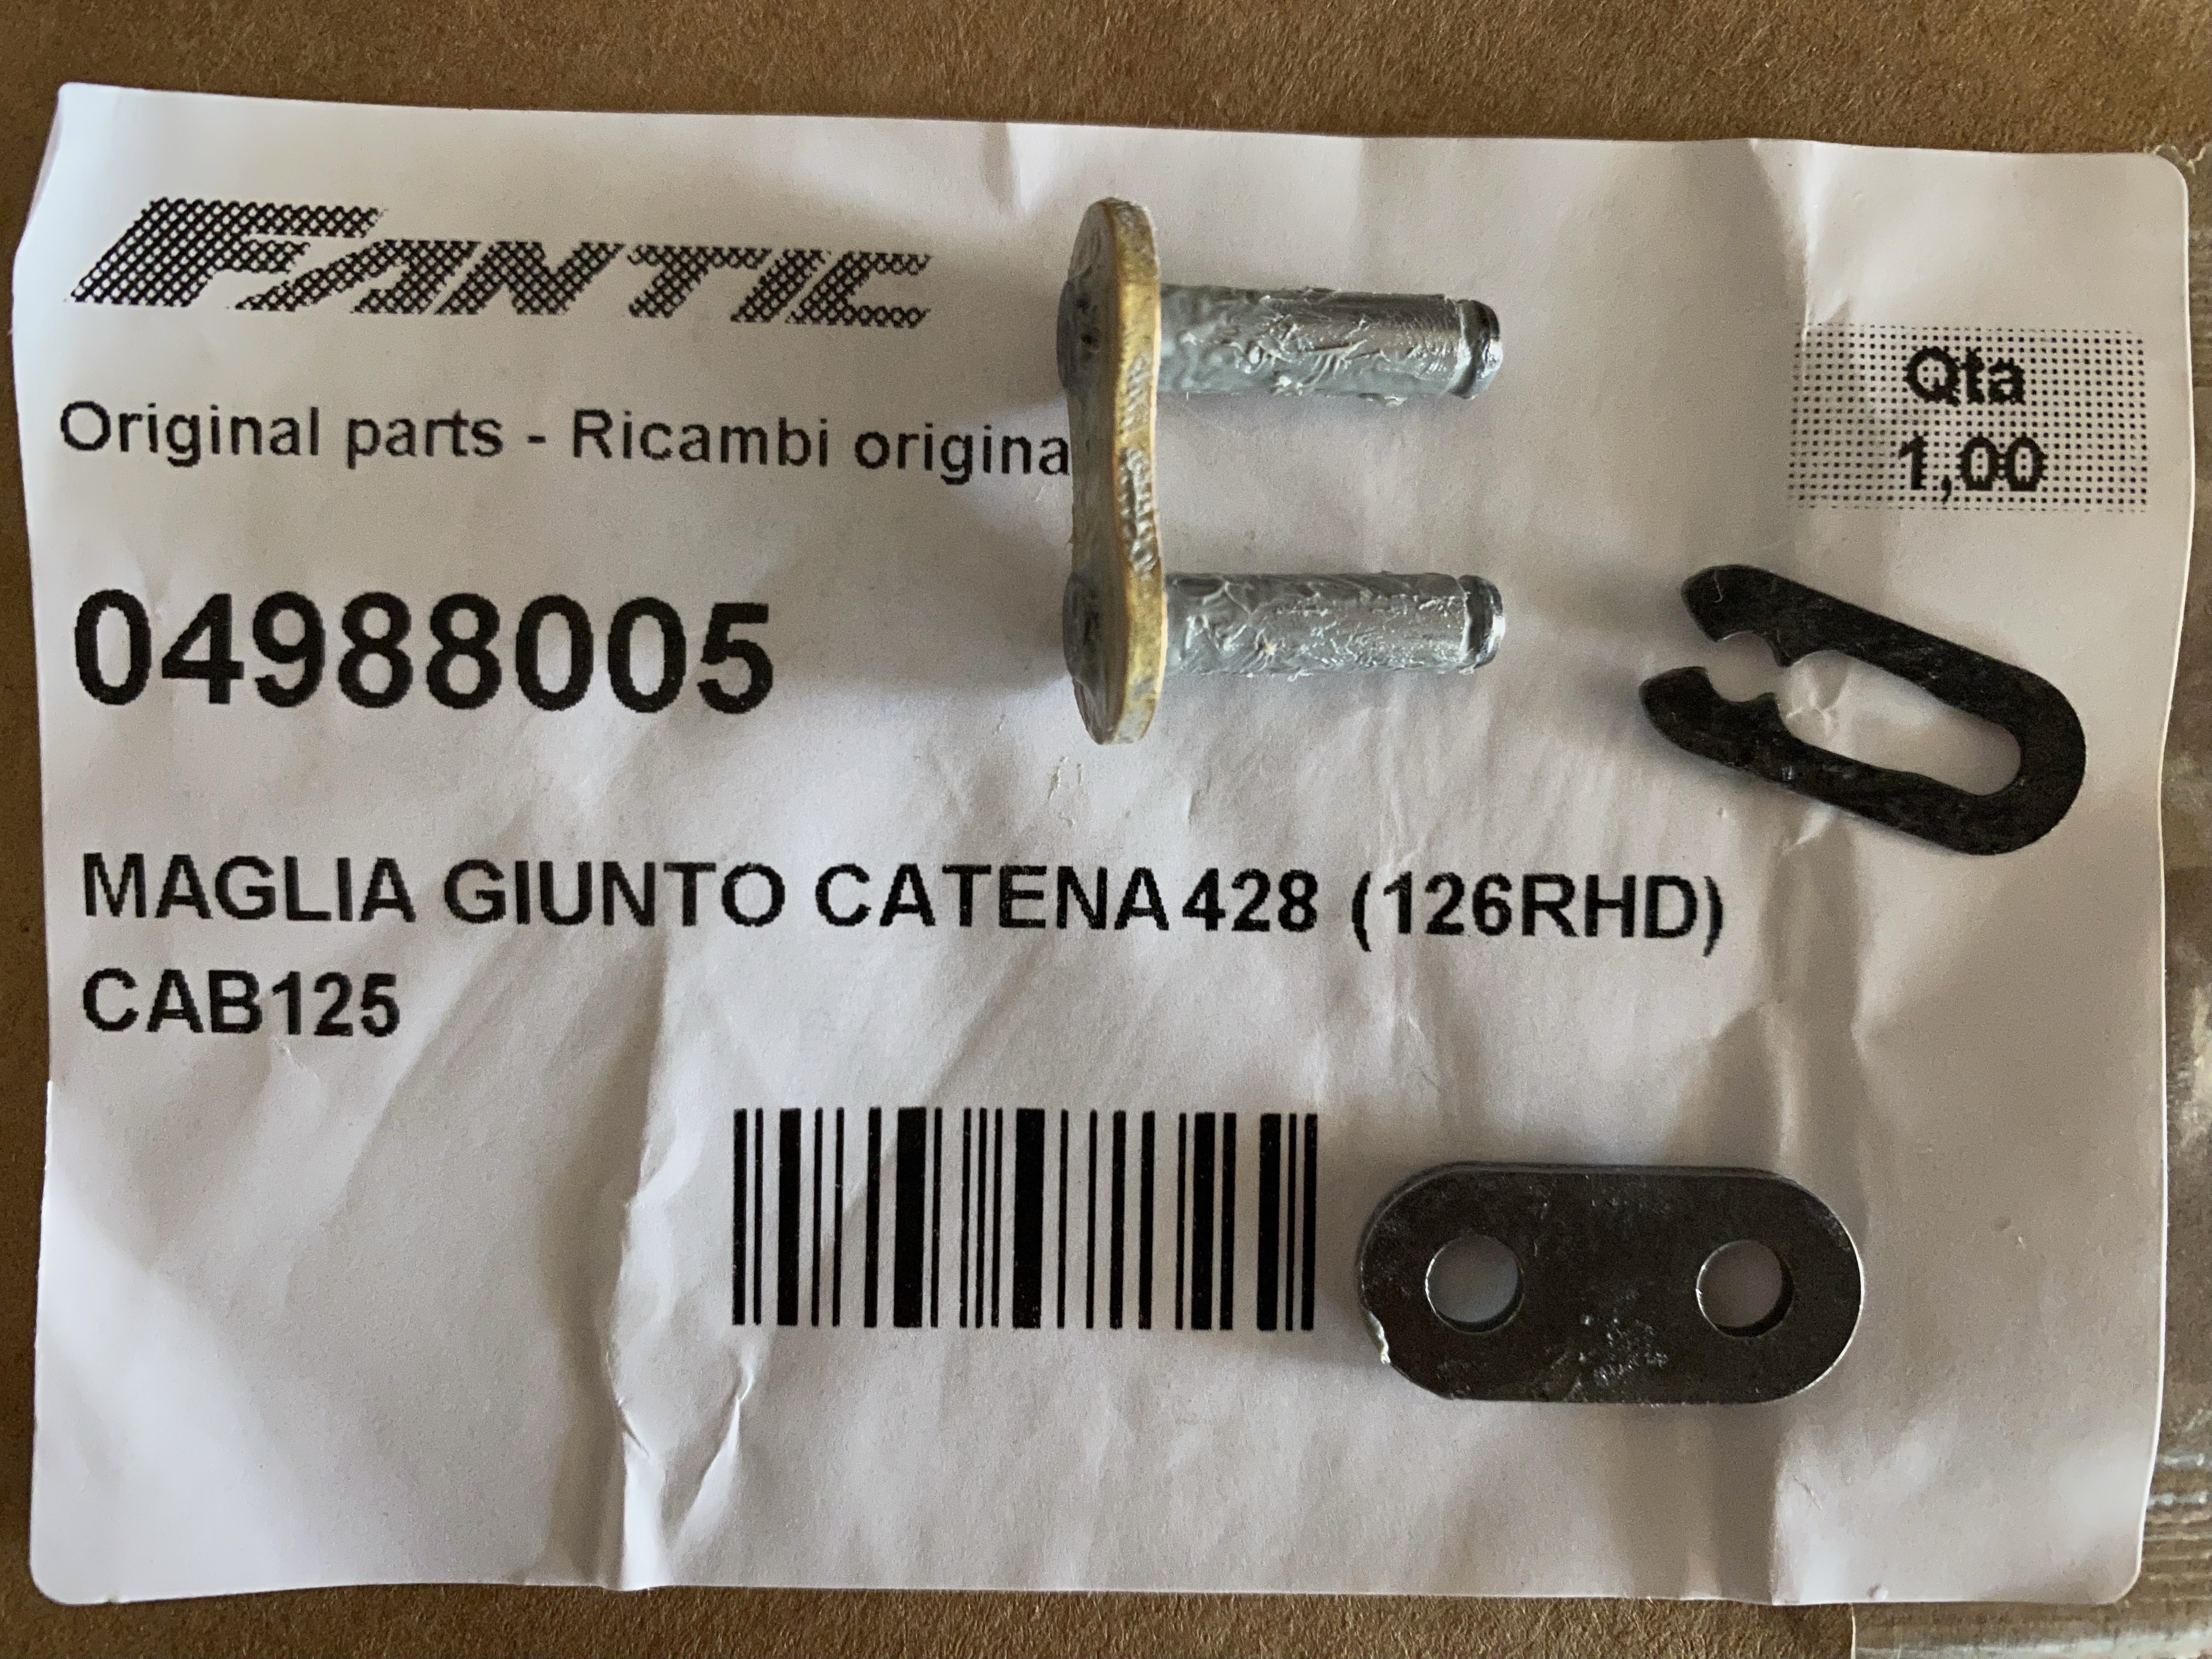 FANTIC
Original parts - Ricambi origina
Qta
1,00
04988005
MAGLIA GIUNTO CATENA 428 (126RHD)
CAB125